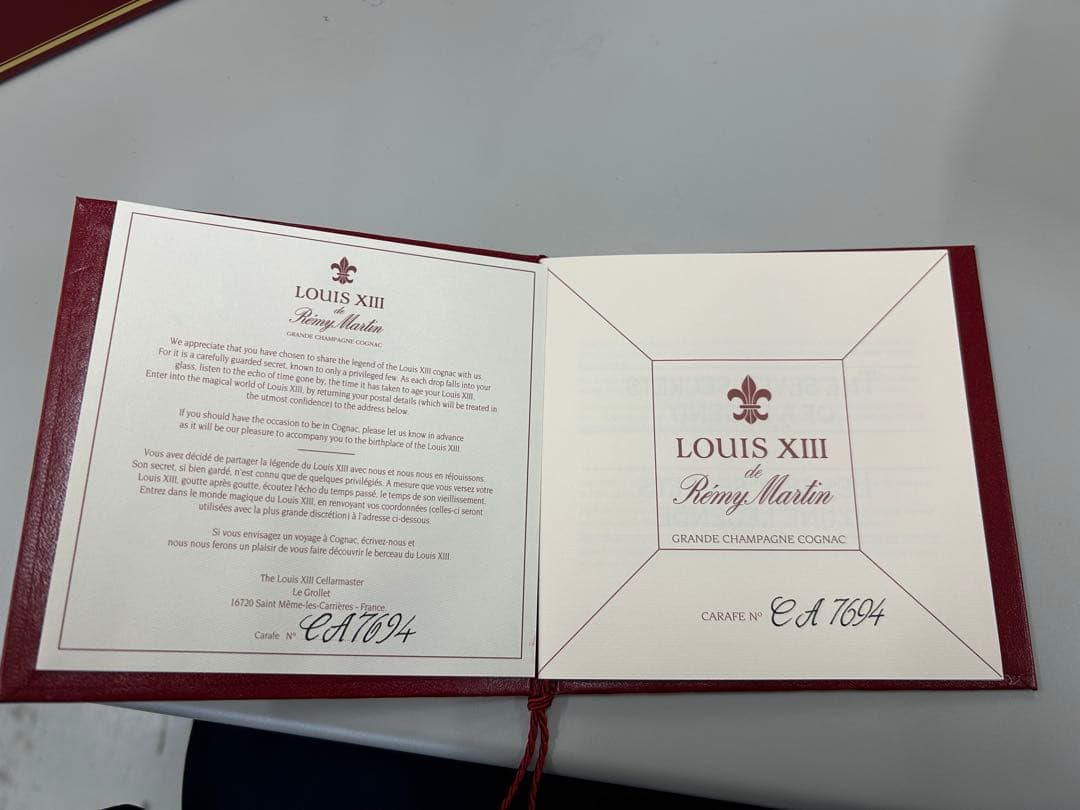 LOUIS XIII
de
Rémy Martin
GRANDE CHAMPAGNE COGNAC
We appreciate that you have chosen to share the legend of the Louis XIII cognac with us.
For it is a carefully guarded secret, known to only a privileged few. As each drop falls into your
glass, listen to the echo of time gone by, the time it has taken to age your Louis XIII.
Enter into the magical world of Louis XIII, by returning your postal details (which will be treated in
the utmost confidence) to the address below.
If you should have the occasion to be in Cognac, please let us know in advance
as it will be our pleasure to accompany you to the birthplace of the Louis XIII.
Vous avez décidé de partager la légende du Louis XIII avec nous et nous nous en réjouissons.
Son secret, si bien gardé, n'est connu que de quelques privilégiés. A mesure que vous versez votre
Louis XIII, goutte après goutte, écoutez l'écho du temps passé, le temps de son vieillissement.
Entrez dans le monde magique du Louis XIII, en renvoyant vos coordonnées (celles-ci seront
utilisées avec la plus grande discrétion) à l'adresse ci-dessous.
Si vous envisagez un voyage à Cognac, écrivez-nous et
nous nous ferons un plaisir de vous faire découvrir le berceau du Louis XIII.
The Louis XIII Cellarmaster
Le Grollet
16720 Saint Même-les-Carrières - France
Carafe N° CA7694
LOUIS XIII
de
Rémy Martin
GRANDE CHAMPAGNE COGNAC
CARAFE N° CA 7694